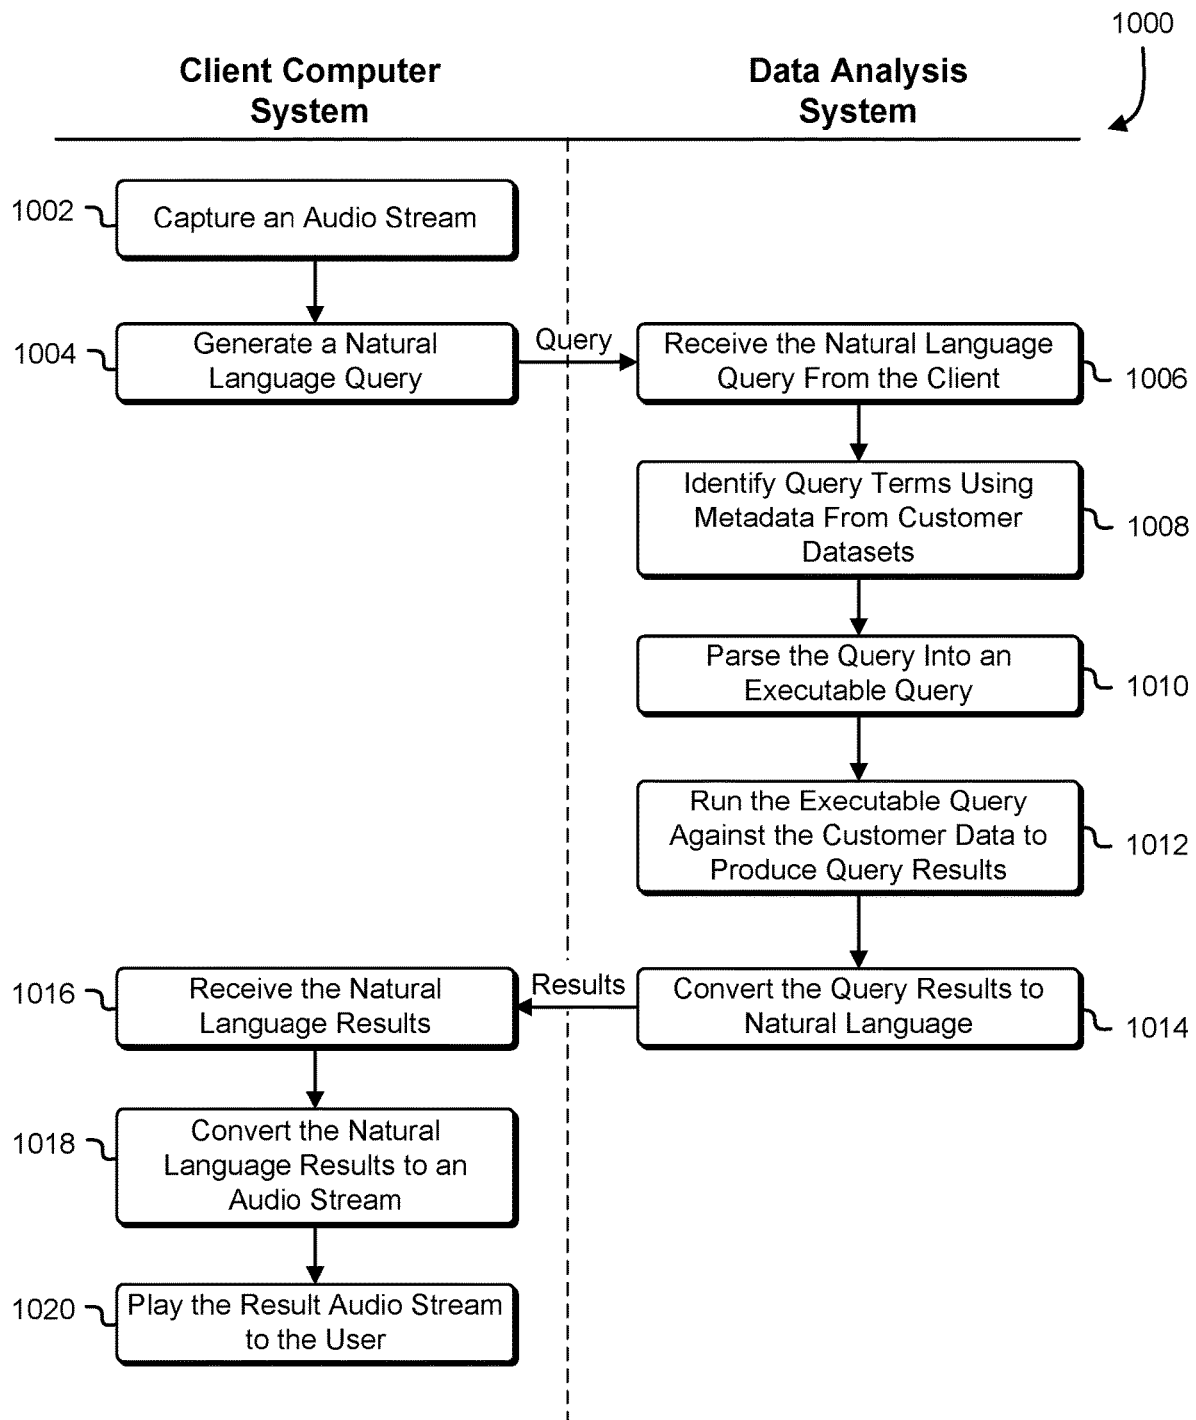 1000
Client Computer
System
Data Analysis
System
1002
Capture an Audio Stream
1004
Generate a Natural
Language Query
Query
Receive the Natural Language
Query From the Client
1006
Identify Query Terms Using
Metadata From Customer
Datasets
1008
Parse the Query Into an
Executable Query
1010
Run the Executable Query
Against the Customer Data to
Produce Query Results
1012
Convert the Query Results to
Natural Language
1014
Results
1016
Receive the Natural
Language Results
1018
Convert the Natural
Language Results to an
Audio Stream
1020
Play the Result Audio Stream
to the User